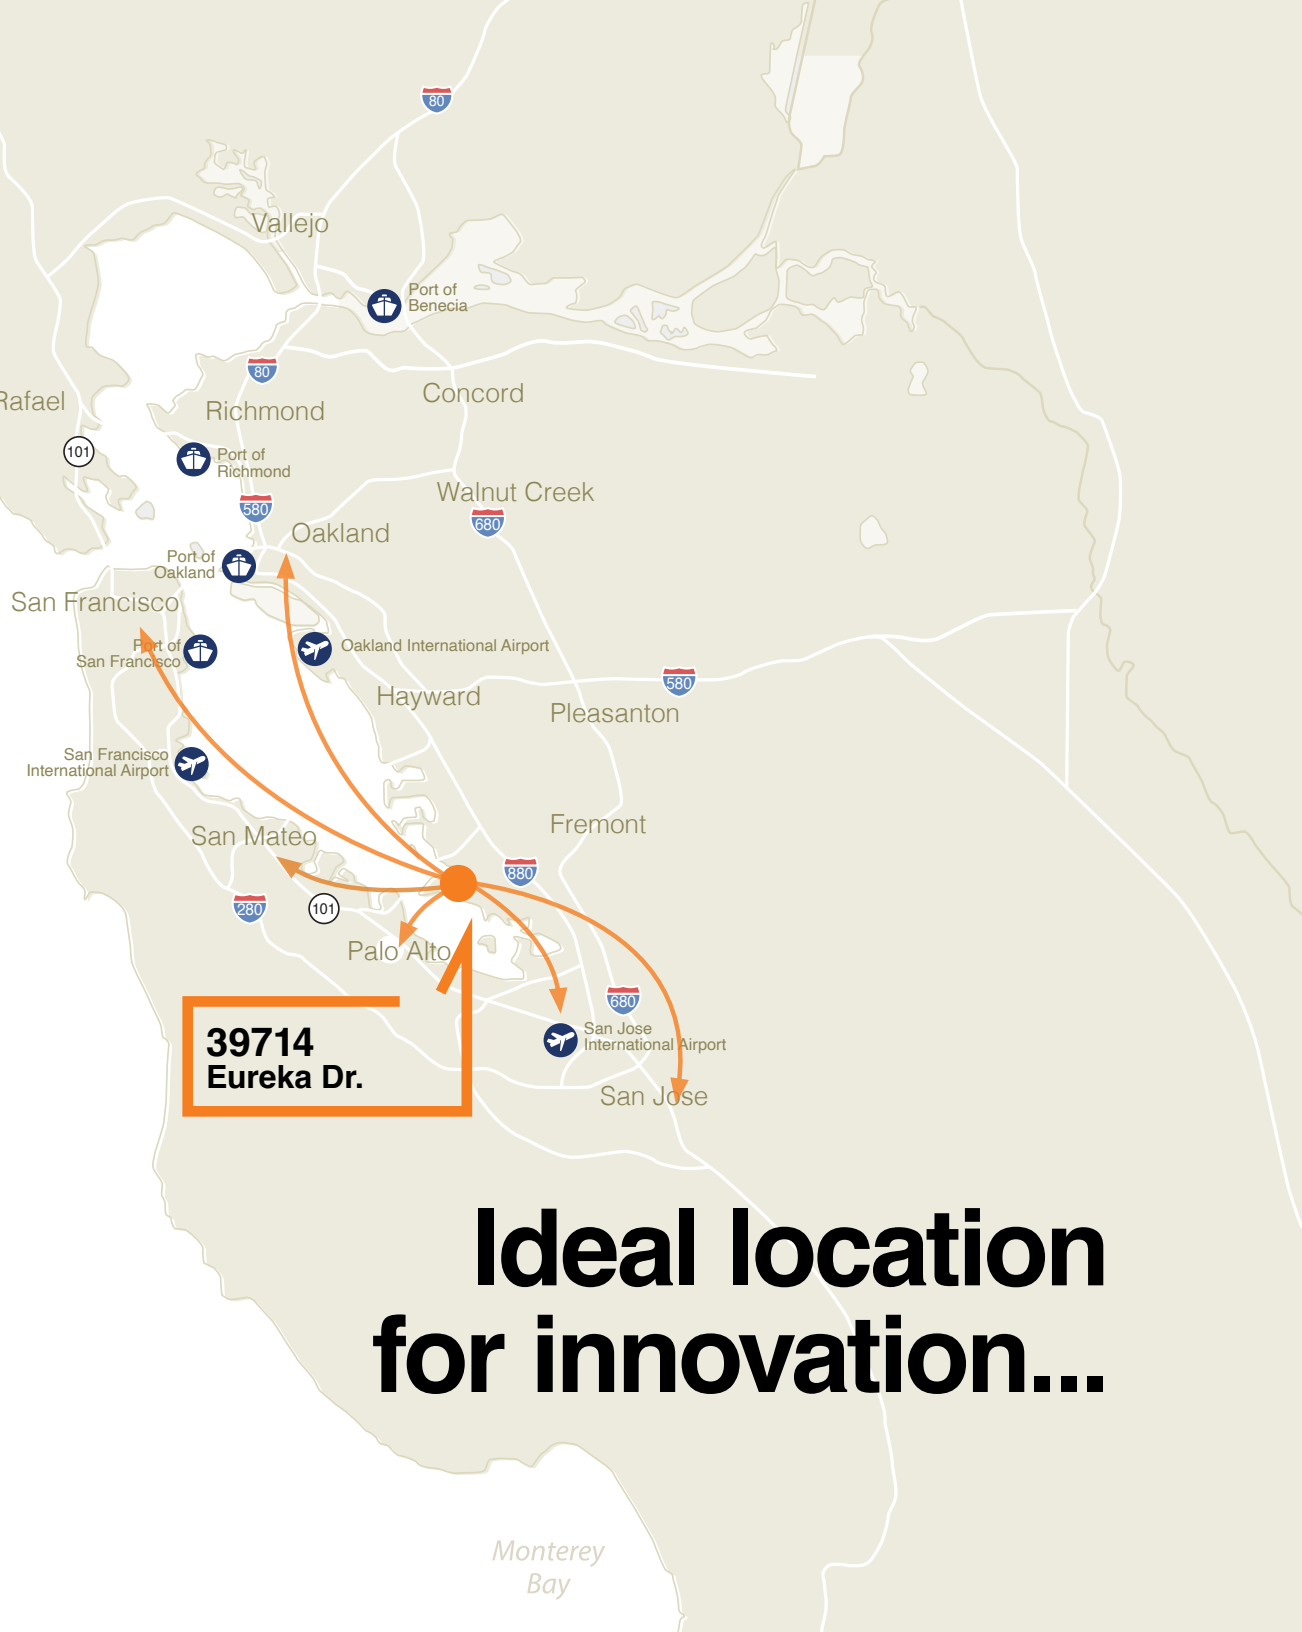 80
Vallejo
Port of
Benecia
80
Rafael
Concord
Richmond
101
Port of
Richmond
Walnut Creek
580
680
Oakland
Port of
Oakland
San Francisco
Port of
San Francisco
Oakland International Airport
580
Hayward
Pleasanton
San Francisco
International Airport
Fremont
San Mateo
880
280
101
Palo Alto
680
39714
Eureka Dr.
San Jose
International Airport
San Jose
Ideal location
for innovation...
Monterey
Bay